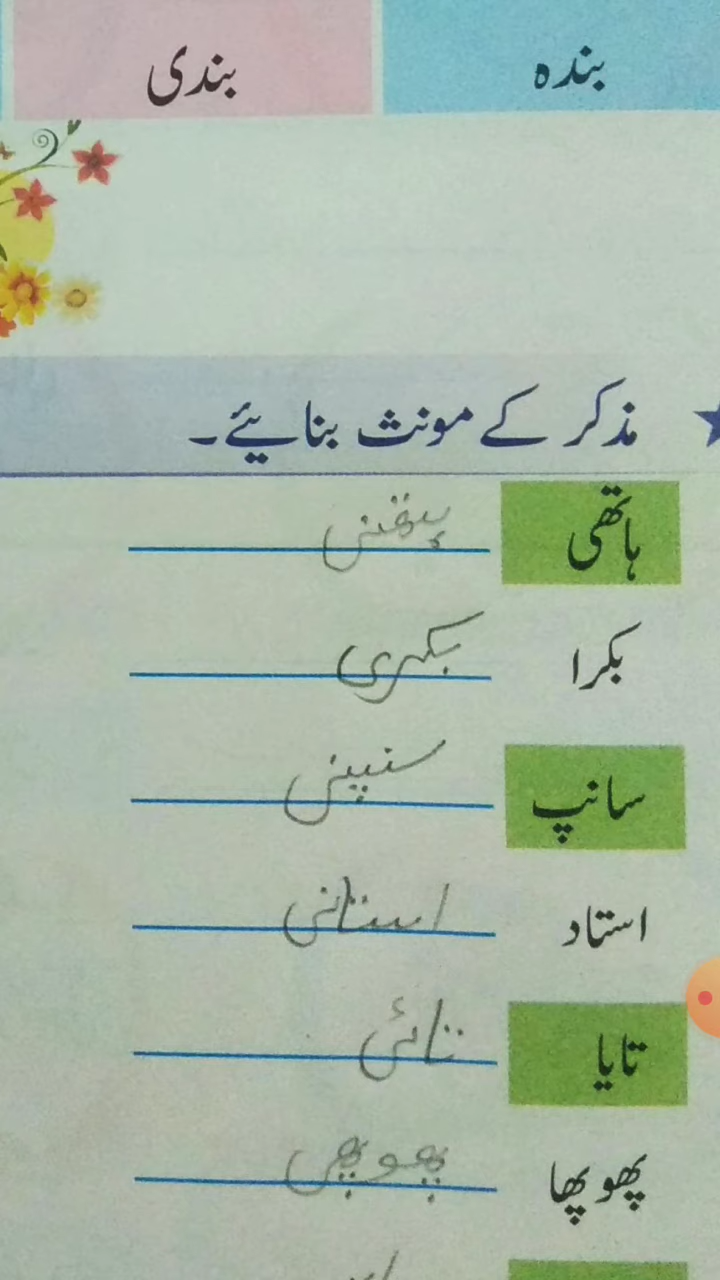 بندہ بندی
مذکر کے مونث بنائیے۔
ہاتھی ہتھنی
بکرا بکری
سانپ سنپنی
استاد استانی
تایا تائی
پھوپھا پھوپھی